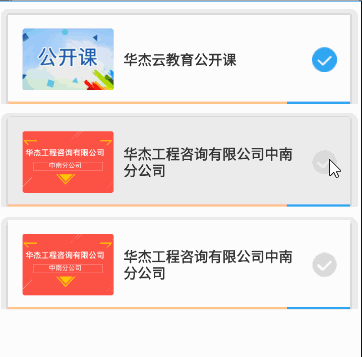 公开课
华杰云教育公开课
华杰工程咨询有限公司
中南分公司
华杰工程咨询有限公司中南
分公司
华杰工程咨询有限公司
中南分公司
华杰工程咨询有限公司中南
分公司